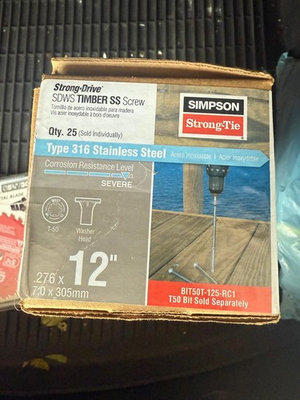 Strong-Drive®
SDWS TIMBER SS Screw
Tornillo de acero inoxidable para madera
Vis acier inoxydable à bois d'oeuvre
SIMPSON
Strong-Tie
Qty. 25 (Sold Individually)
Type 316 Stainless Steel Acero Inoxidable | Acier Inoxydable
Corrosion Resistance Level
SEVERE
T-50
Washer
Head
.276 x
7.0 x 305mm
12"
BIT50T-125-RC1
T50 Bit Sold Separately